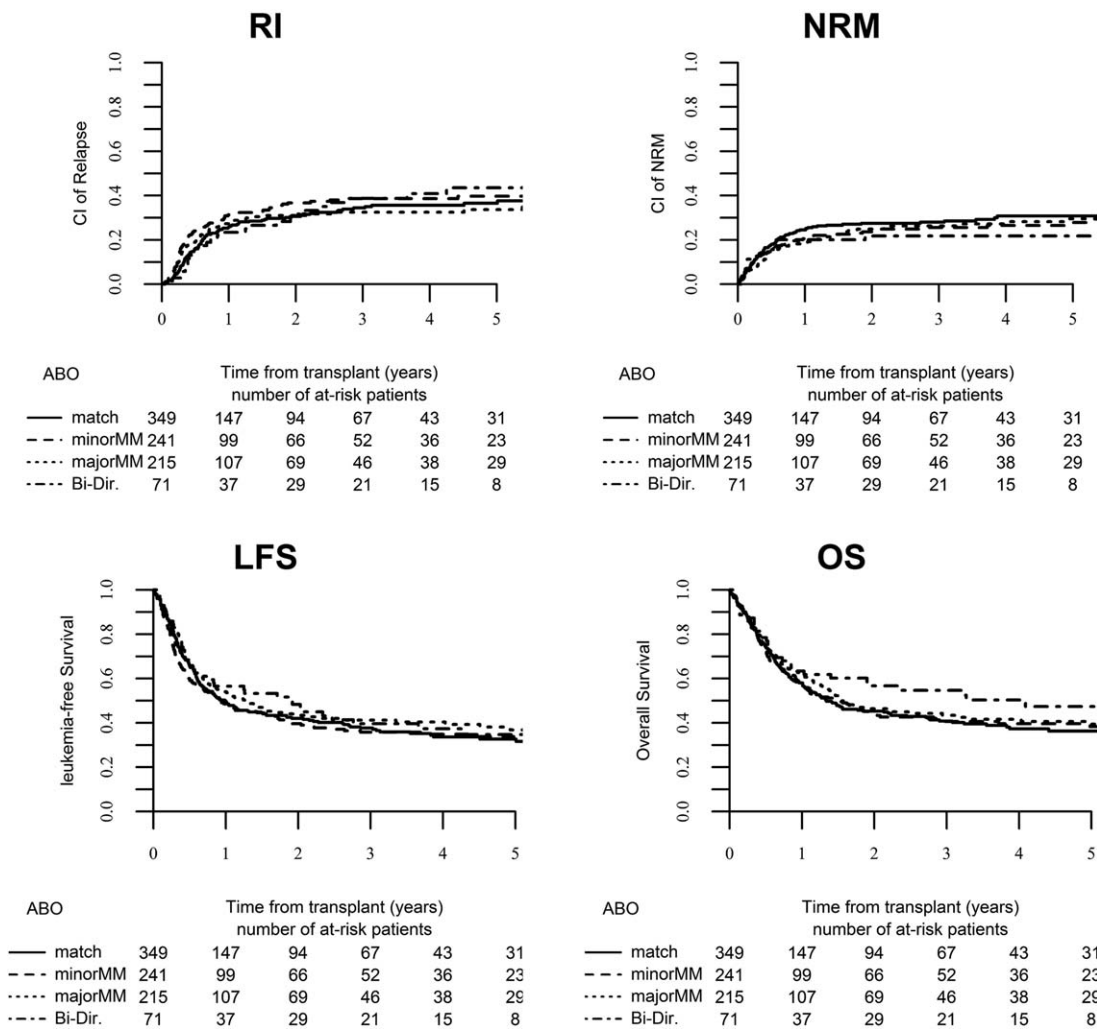 RI
CI of Relapse
1.0
0.8
0.6
0.4
0.2
0.0
0 1 2 3 4 5
ABO Time from transplant (years)
number of at-risk patients
match 349 147 94 67 43 31
minorMM 241 99 66 52 36 23
majorMM 215 107 69 46 38 29
Bi-Dir. 71 37 29 21 15 8
NRM
CI of NRM
1.0
0.8
0.6
0.4
0.2
0.0
0 1 2 3 4 5
ABO Time from transplant (years)
number of at-risk patients
match 349 147 94 67 43 31
minorMM 241 99 66 52 36 23
majorMM 215 107 69 46 38 29
Bi-Dir. 71 37 29 21 15 8
LFS
leukemia-free Survival
1.0
0.8
0.6
0.4
0.2
0.0
0 1 2 3 4 5
ABO Time from transplant (years)
number of at-risk patients
match 349 147 94 67 43 31
minorMM 241 99 66 52 36 23
majorMM 215 107 69 46 38 29
Bi-Dir. 71 37 29 21 15 8
OS
Overall Survival
1.0
0.8
0.6
0.4
0.2
0.0
0 1 2 3 4 5
ABO Time from transplant (years)
number of at-risk patients
match 349 147 94 67 43 31
minorMM 241 99 66 52 36 23
majorMM 215 107 69 46 38 29
Bi-Dir. 71 37 29 21 15 8